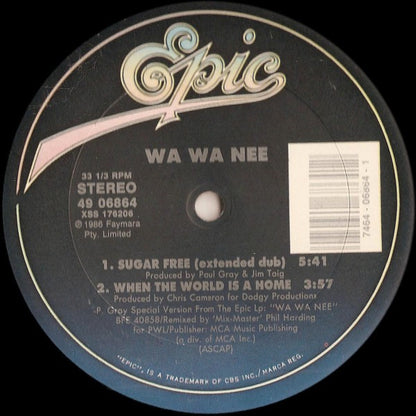 Epic
WA WA NEE
33 1/3 RPM
STEREO
49 06864
XSS 176206
℗ 1986 Faymara
Pty. Limited
7464-06864-1
1. SUGAR FREE (extended dub) 5:41
Produced by Paul Gray & Jim Taig
2. WHEN THE WORLD IS A HOME 3:57
Produced by Chris Cameron for Dodgy Productions
-P. Gray Special Version From The Epic Lp: "WA WA NEE"
BFE 40858/Remixed by 'Mix-Master' Phil Harding
for PWL/Publisher: MCA Music Publishing
(a div. of MCA Inc.)
(ASCAP)
"EPIC", IS A TRADEMARK OF CBS INC./MARCA REG.